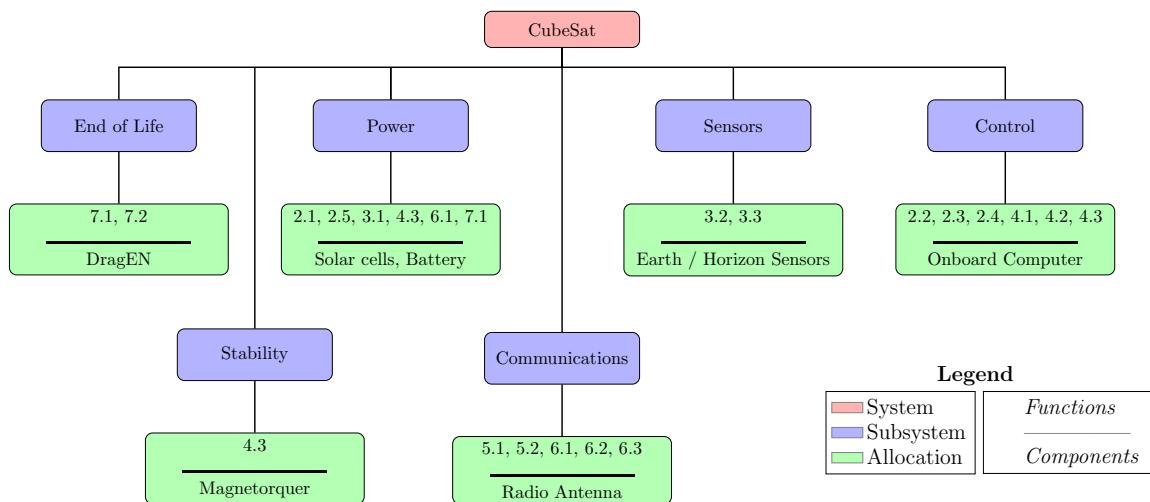 CubeSat
End of Life
Power
Sensors
Control
7.1, 7.2
DragEN
2.1, 2.5, 3.1, 4.3, 6.1, 7.1
Solar cells, Battery
3.2, 3.3
Earth / Horizon Sensors
2.2, 2.3, 2.4, 4.1, 4.2, 4.3
Onboard Computer
Stability
Communications
4.3
Magnetorquer
5.1, 5.2, 6.1, 6.2, 6.3
Radio Antenna
Legend
System
Subsystem
Allocation
Functions
Components